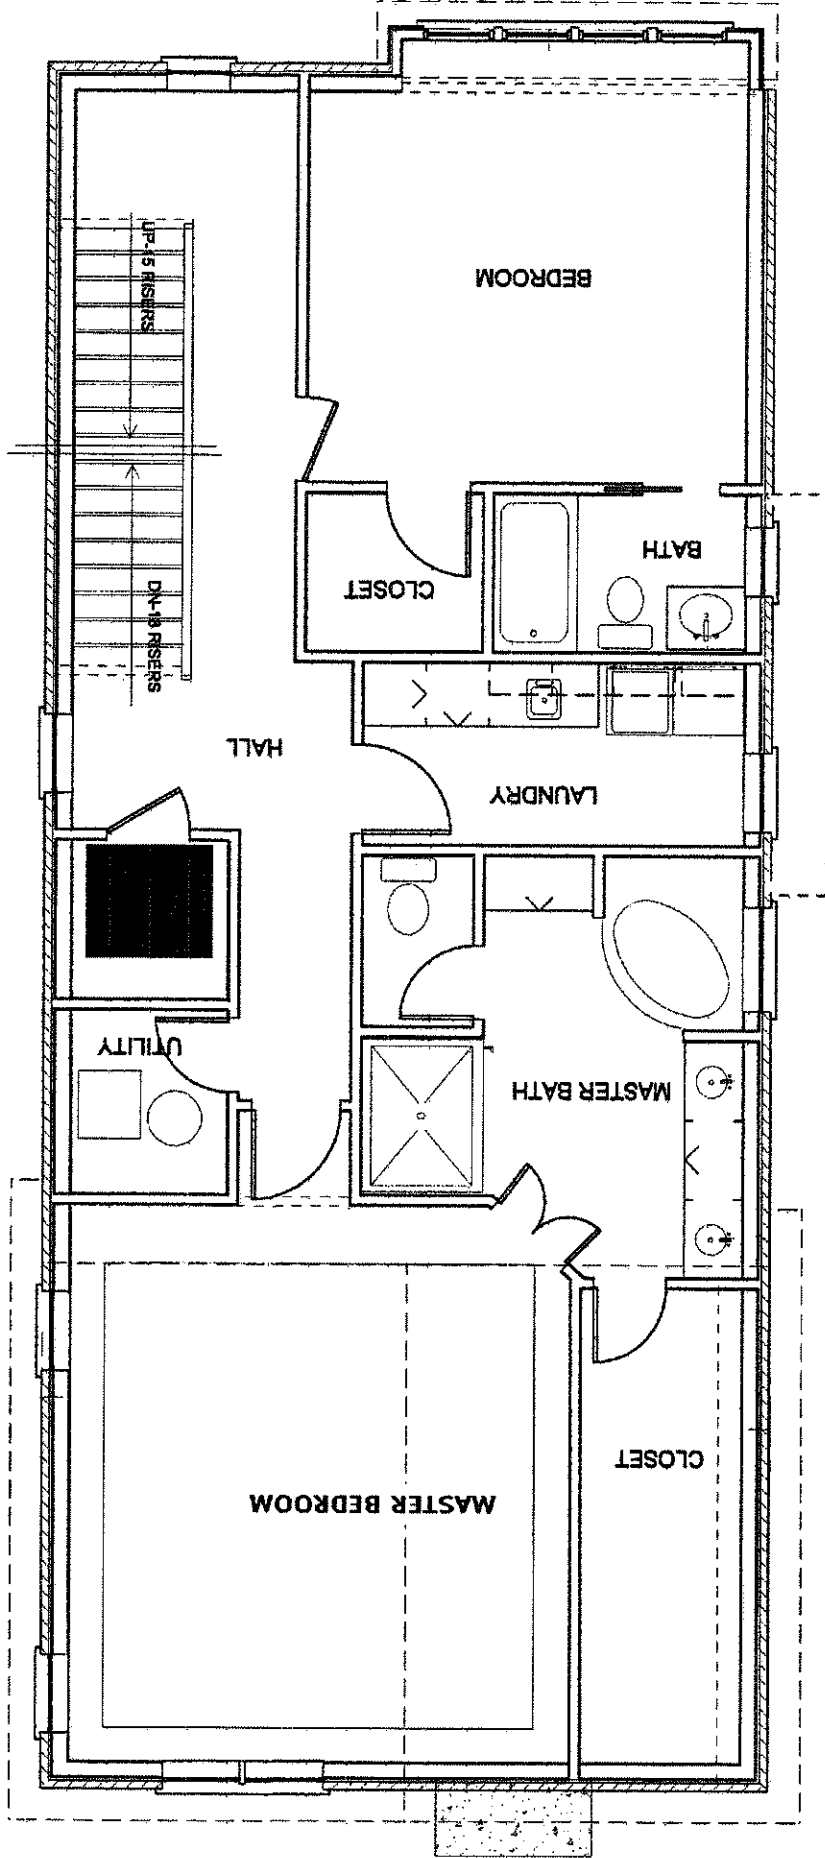 CLOSET
MASTER BEDROOM
MASTER BATH
UTILITY
LAUNDRY
HALL
DN-18 RISERS
CLOSET
BATH
UP-15 RISERS
BEDROOM